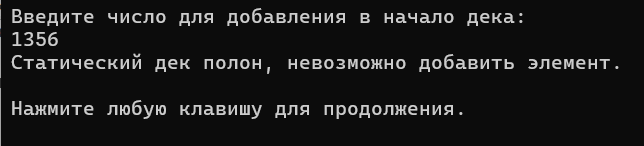 Введите число для добавления в начало дека:
1356
Статический дек полон, невозможно добавить элемент.
Нажмите любую клавишу для продолжения.